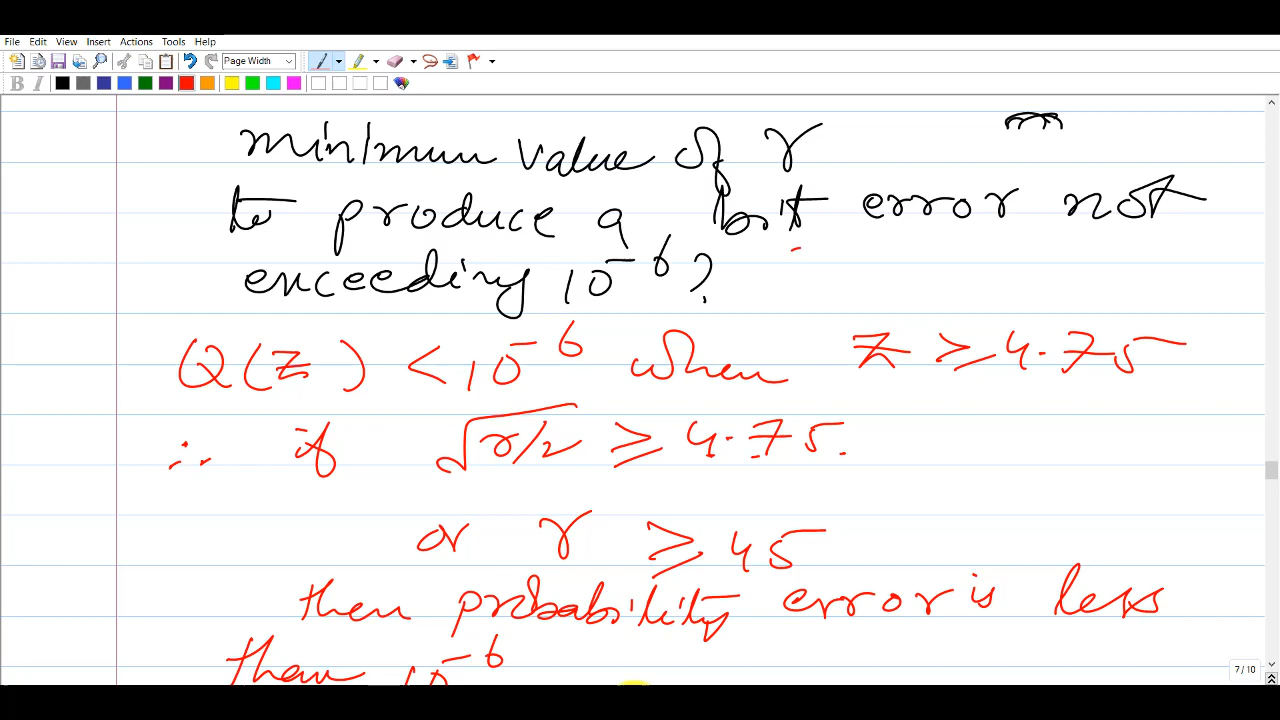 File Edit View Insert Actions Tools Help
Page Width
B I
minimum value of γ
to produce a bit error not
exceeding 10⁻⁶?
Q(z) < 10⁻⁶ when z ≥ 4.75
∴ if √(γ/2) ≥ 4.75.
or γ ≥ 45
then probability error is less
than 10⁻⁶
7 / 10